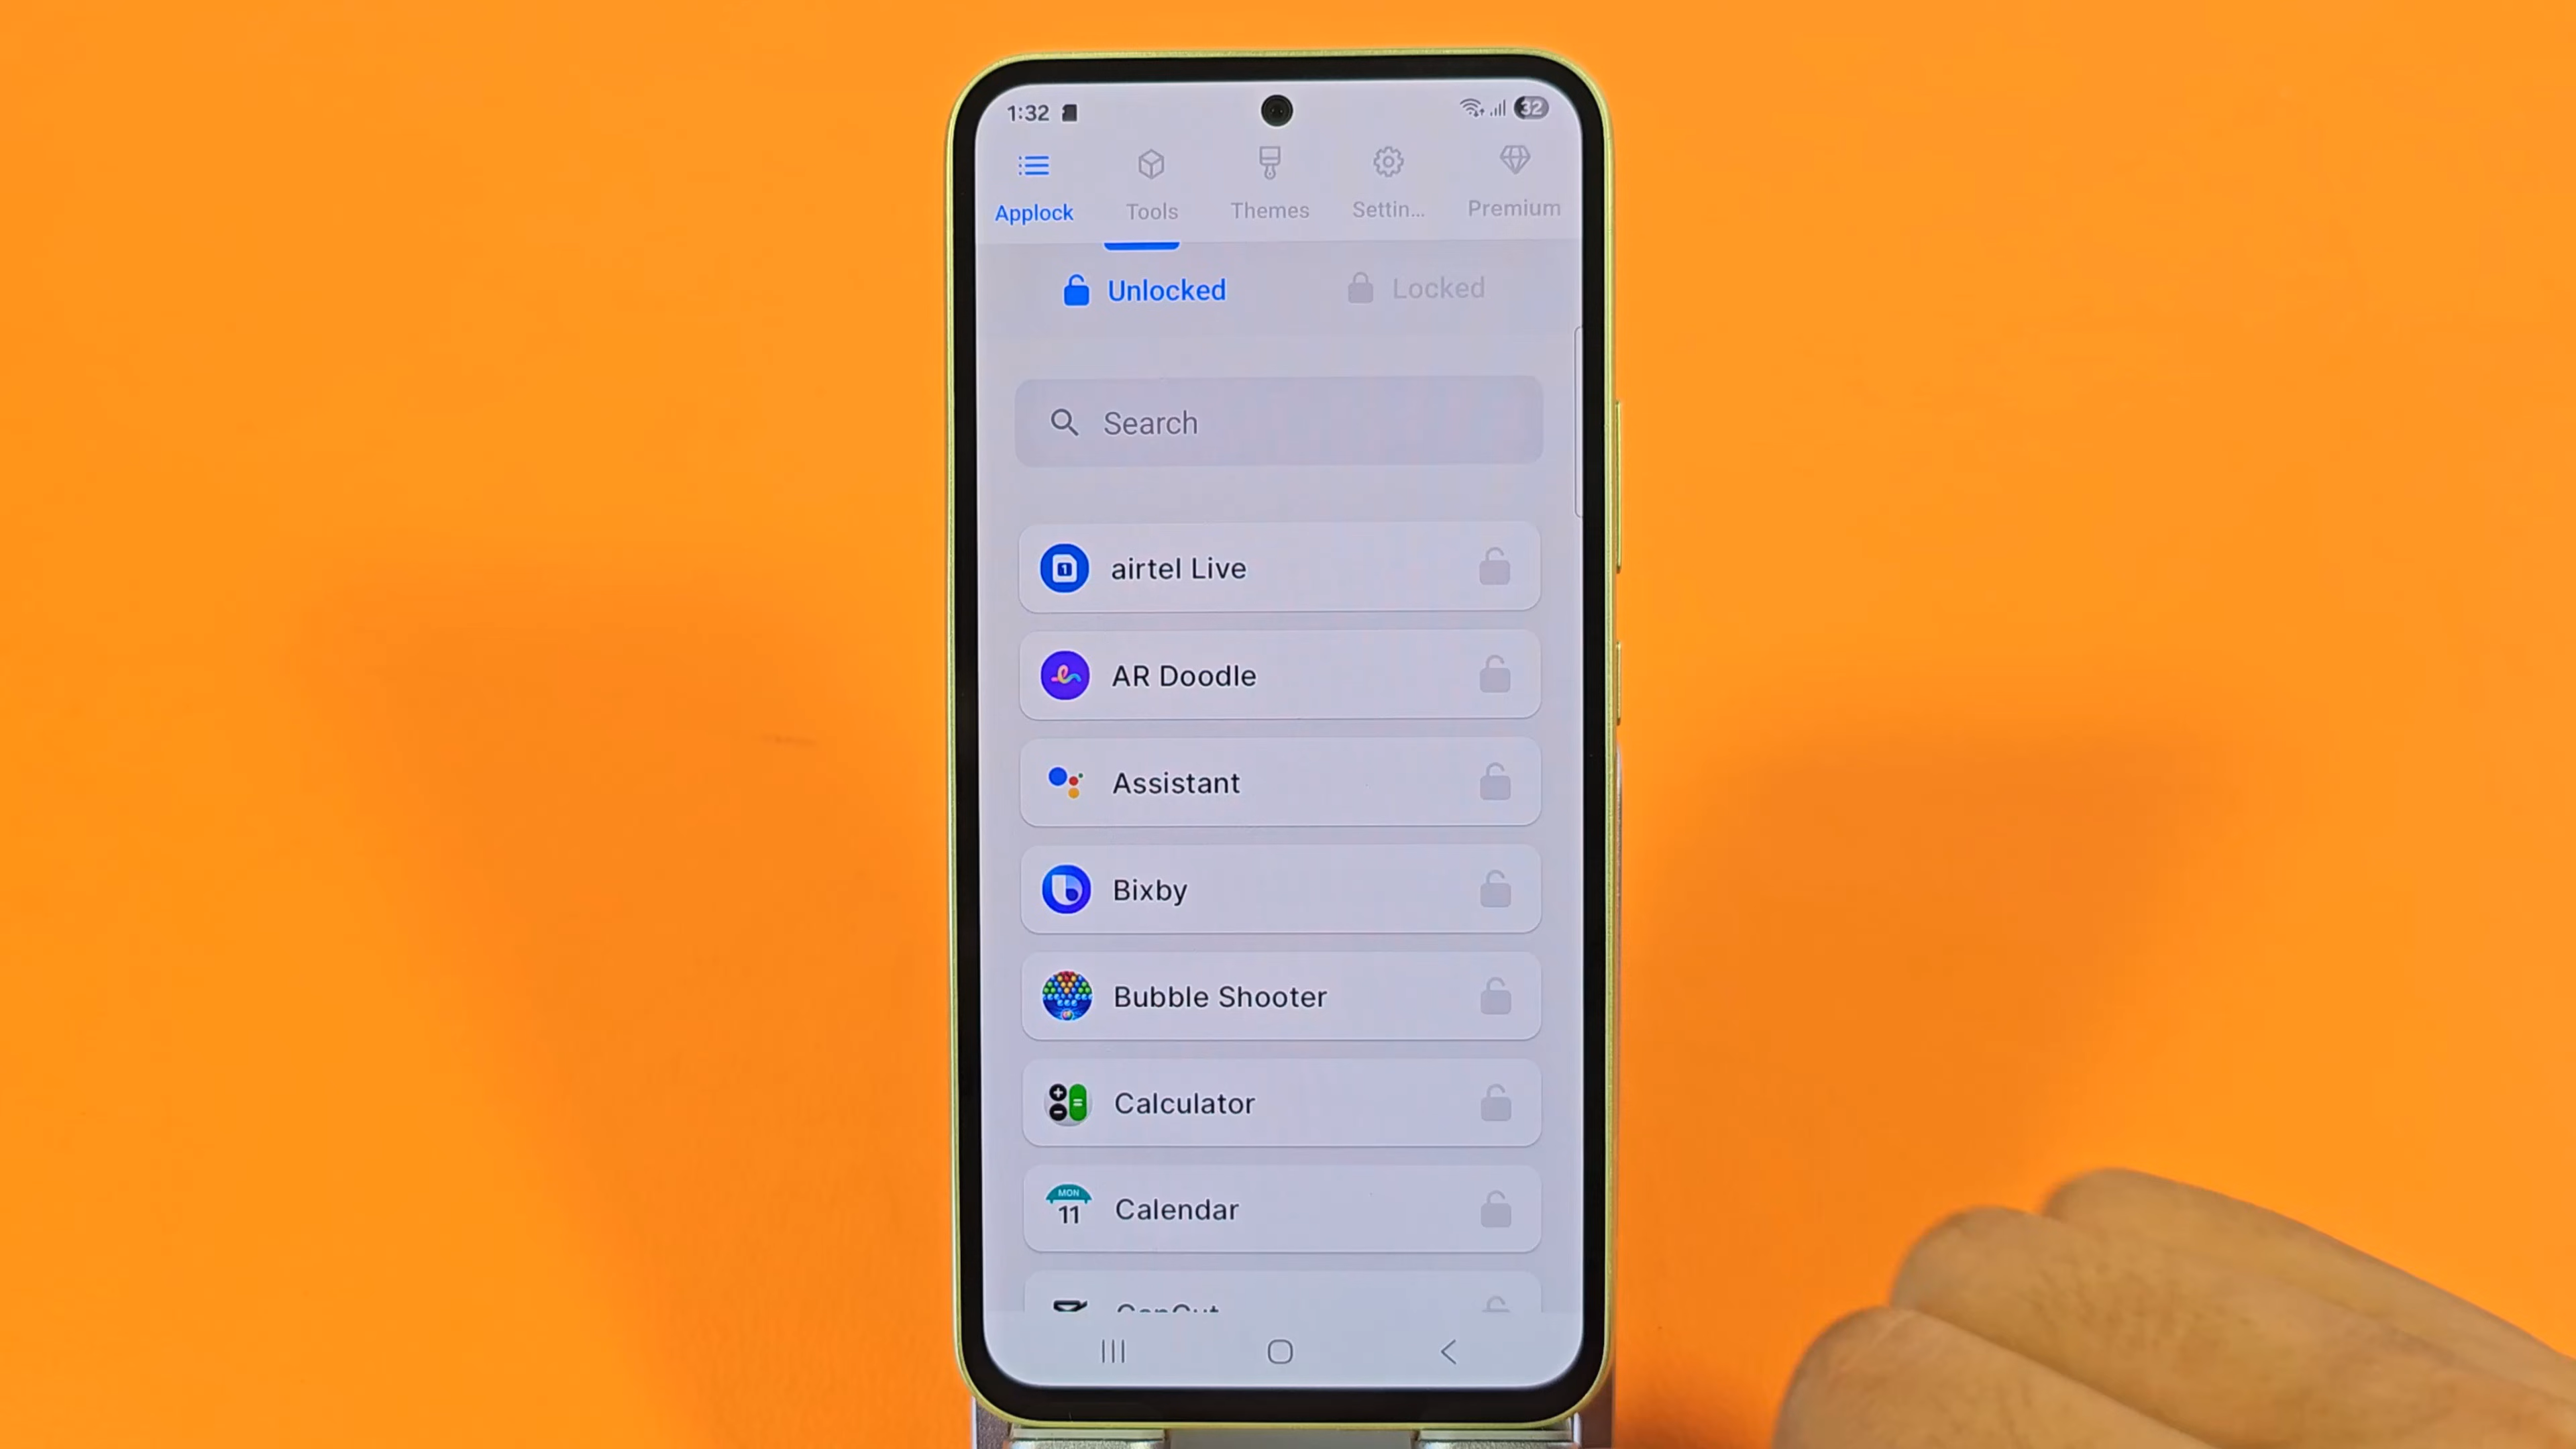 1:32
32
Applock
Tools
Themes
Settin...
Premium
Unlocked
Locked
Search
airtel Live
AR Doodle
Assistant
Bixby
Bubble Shooter
Calculator
MON
11
Calendar